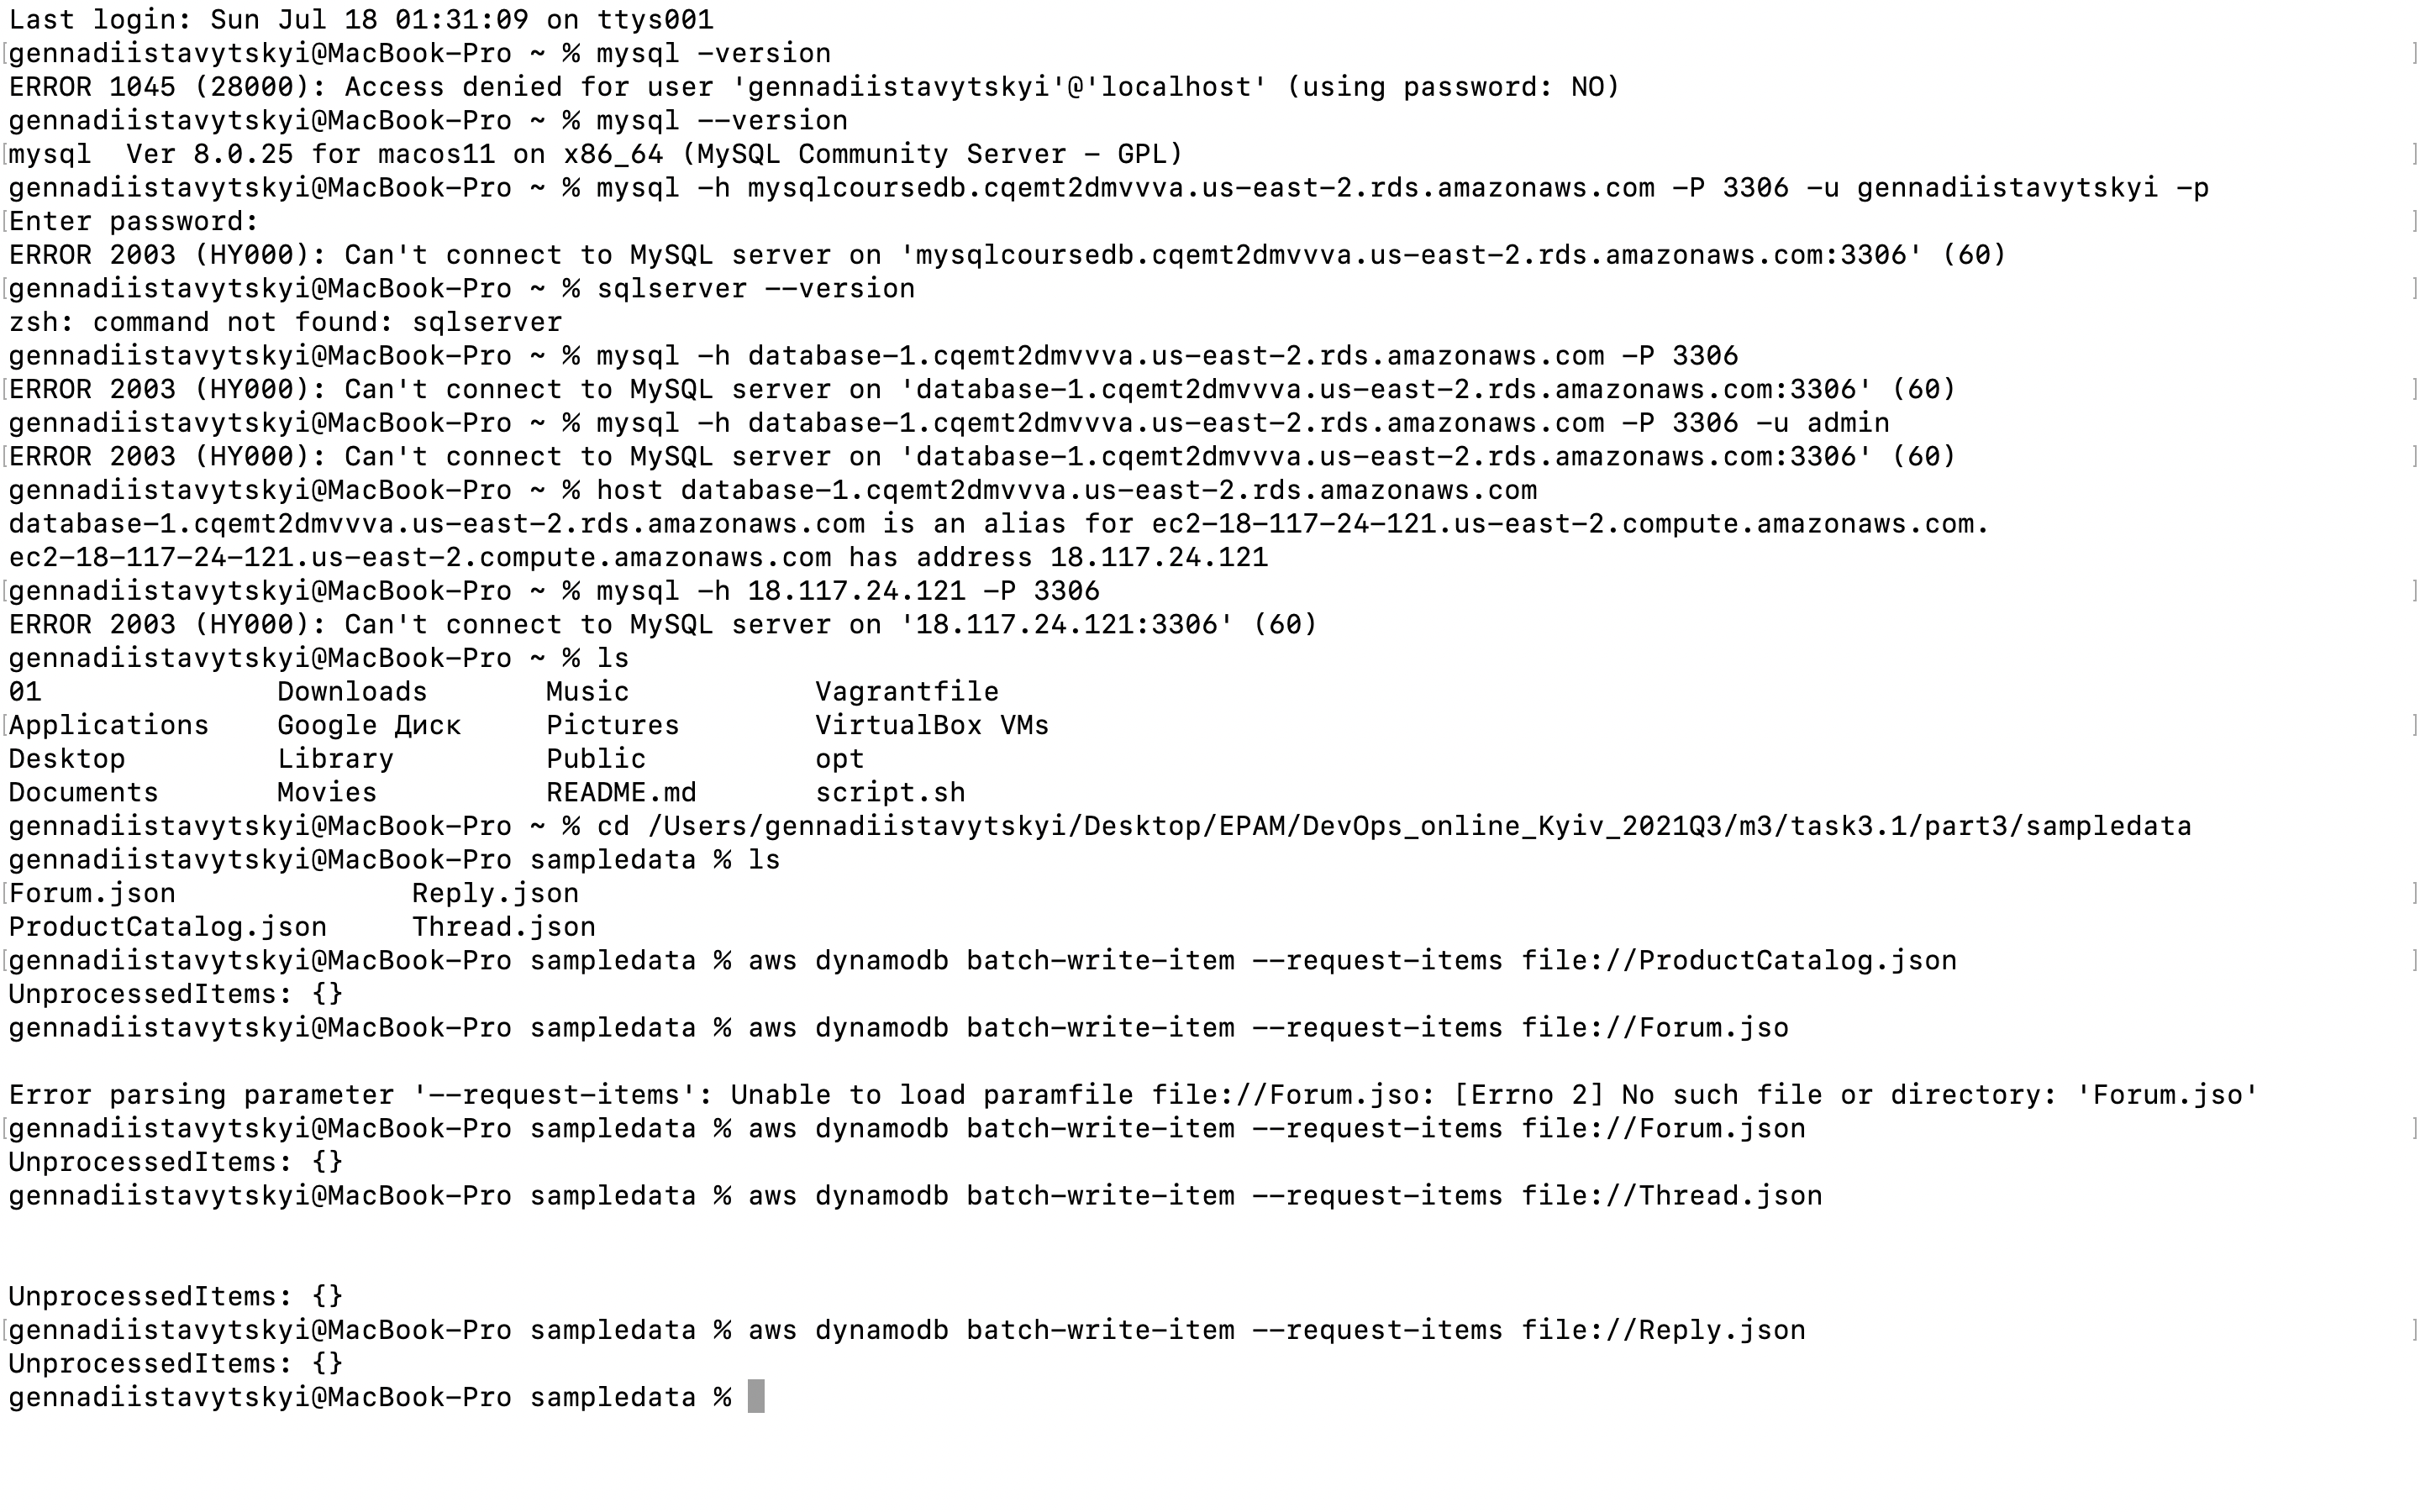 Last login: Sun Jul 18 01:31:09 on ttys001
[gennadiistavytskyi@MacBook-Pro ~ % mysql -version ]
ERROR 1045 (28000): Access denied for user 'gennadiistavytskyi'@'localhost' (using password: NO)
gennadiistavytskyi@MacBook-Pro ~ % mysql --version
[mysql  Ver 8.0.25 for macos11 on x86_64 (MySQL Community Server - GPL) ]
gennadiistavytskyi@MacBook-Pro ~ % mysql -h mysqlcoursedb.cqemt2dmvvva.us-east-2.rds.amazonaws.com -P 3306 -u gennadiistavytskyi -p
[Enter password: ]
ERROR 2003 (HY000): Can't connect to MySQL server on 'mysqlcoursedb.cqemt2dmvvva.us-east-2.rds.amazonaws.com:3306' (60)
[gennadiistavytskyi@MacBook-Pro ~ % sqlserver --version ]
zsh: command not found: sqlserver
gennadiistavytskyi@MacBook-Pro ~ % mysql -h database-1.cqemt2dmvvva.us-east-2.rds.amazonaws.com -P 3306
[ERROR 2003 (HY000): Can't connect to MySQL server on 'database-1.cqemt2dmvvva.us-east-2.rds.amazonaws.com:3306' (60) ]
gennadiistavytskyi@MacBook-Pro ~ % mysql -h database-1.cqemt2dmvvva.us-east-2.rds.amazonaws.com -P 3306 -u admin
[ERROR 2003 (HY000): Can't connect to MySQL server on 'database-1.cqemt2dmvvva.us-east-2.rds.amazonaws.com:3306' (60) ]
gennadiistavytskyi@MacBook-Pro ~ % host database-1.cqemt2dmvvva.us-east-2.rds.amazonaws.com
database-1.cqemt2dmvvva.us-east-2.rds.amazonaws.com is an alias for ec2-18-117-24-121.us-east-2.compute.amazonaws.com.
ec2-18-117-24-121.us-east-2.compute.amazonaws.com has address 18.117.24.121
[gennadiistavytskyi@MacBook-Pro ~ % mysql -h 18.117.24.121 -P 3306 ]
ERROR 2003 (HY000): Can't connect to MySQL server on '18.117.24.121:3306' (60)
gennadiistavytskyi@MacBook-Pro ~ % ls
01 Downloads Music Vagrantfile
[Applications Google Диск Pictures VirtualBox VMs ]
Desktop Library Public opt
Documents Movies README.md script.sh
gennadiistavytskyi@MacBook-Pro ~ % cd /Users/gennadiistavytskyi/Desktop/EPAM/DevOps_online_Kyiv_2021Q3/m3/task3.1/part3/sampledata
gennadiistavytskyi@MacBook-Pro sampledata % ls
[Forum.json Reply.json ]
ProductCatalog.json Thread.json
[gennadiistavytskyi@MacBook-Pro sampledata % aws dynamodb batch-write-item --request-items file://ProductCatalog.json ]
UnprocessedItems: {}
gennadiistavytskyi@MacBook-Pro sampledata % aws dynamodb batch-write-item --request-items file://Forum.jso
Error parsing parameter '--request-items': Unable to load paramfile file://Forum.jso: [Errno 2] No such file or directory: 'Forum.jso'
[gennadiistavytskyi@MacBook-Pro sampledata % aws dynamodb batch-write-item --request-items file://Forum.json ]
UnprocessedItems: {}
gennadiistavytskyi@MacBook-Pro sampledata % aws dynamodb batch-write-item --request-items file://Thread.json
UnprocessedItems: {}
[gennadiistavytskyi@MacBook-Pro sampledata % aws dynamodb batch-write-item --request-items file://Reply.json ]
UnprocessedItems: {}
gennadiistavytskyi@MacBook-Pro sampledata %